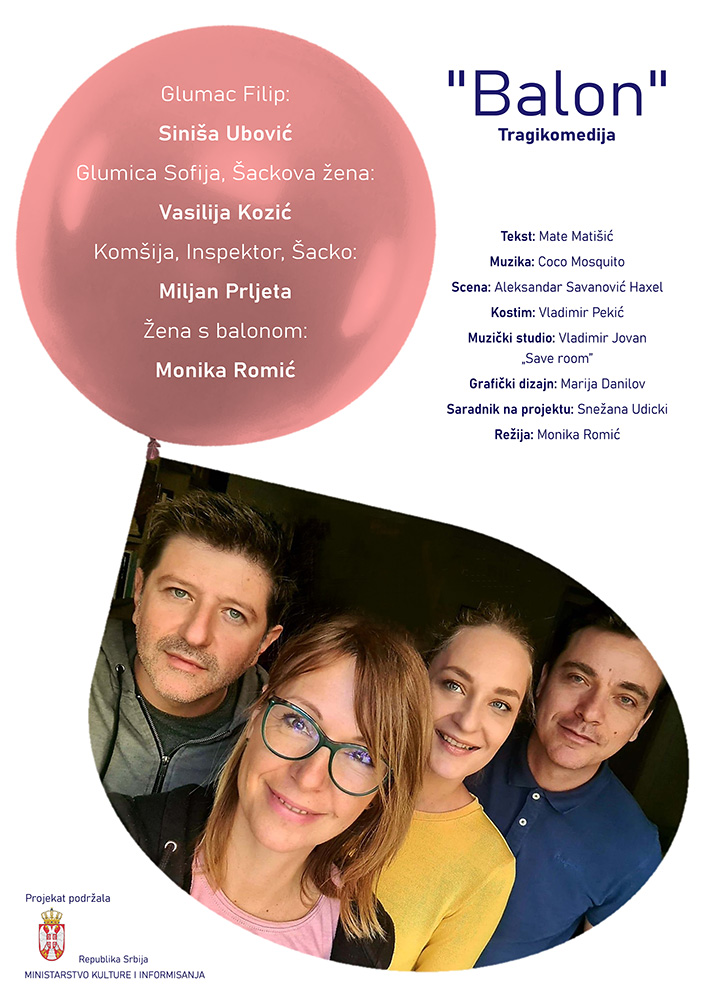 Glumac Filip:
Siniša Ubović
Glumica Sofija, Šackova žena:
Vasilija Kozić
Komšija, Inspektor, Šacko:
Miljan Prljeta
Žena s balonom:
Monika Romić
"Balon"
Tragikomedija
Tekst: Mate Matišić
Muzika: Coco Mosquito
Scena: Aleksandar Savanović Haxel
Kostim: Vladimir Pekić
Muzički studio: Vladimir Jovan
„Save room”
Grafički dizajn: Marija Danilov
Saradnik na projektu: Snežana Udicki
Režija: Monika Romić
Projekat podržala
Republika Srbija
MINISTARSTVO KULTURE I INFORMISANJA